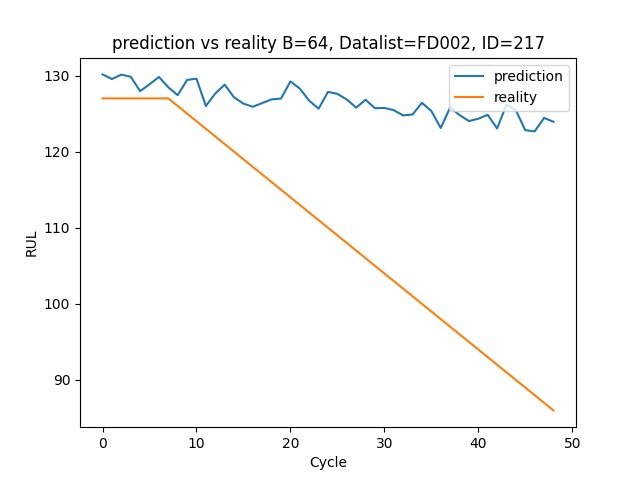 prediction vs reality B=64, Datalist=FD002, ID=217
prediction
reality
130
120
110
100
90
RUL
0 10 20 30 40 50
Cycle